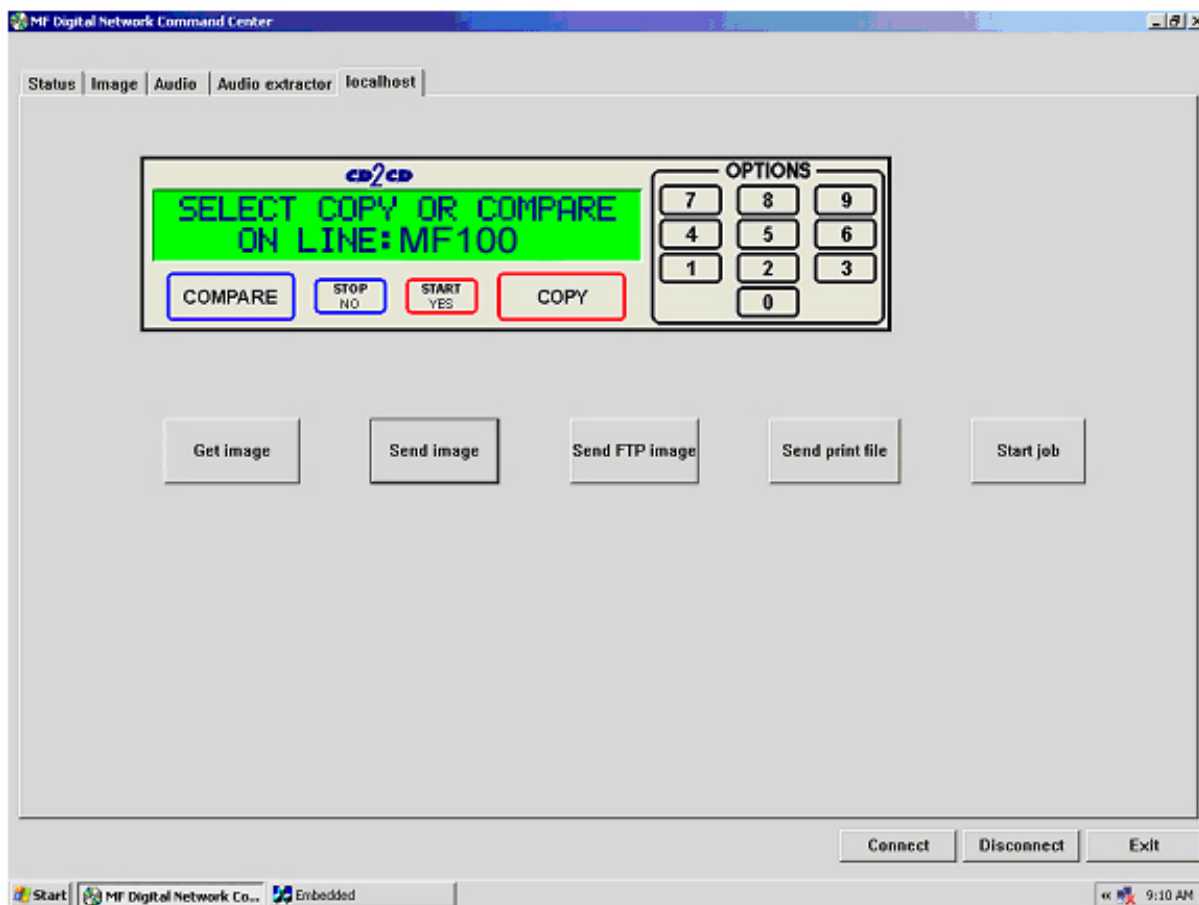 MF Digital Network Command Center
Status Image Audio Audio extractor localhost
CD2CD
OPTIONS
SELECT COPY OR COMPARE
ON LINE:MF100
COMPARE
STOP
NO
START
YES
COPY
7 8 9
4 5 6
1 2 3
0
Get image Send image Send FTP image Send print file Start job
Connect Disconnect Exit
Start MF Digital Network Co... Embedded « 9:10 AM